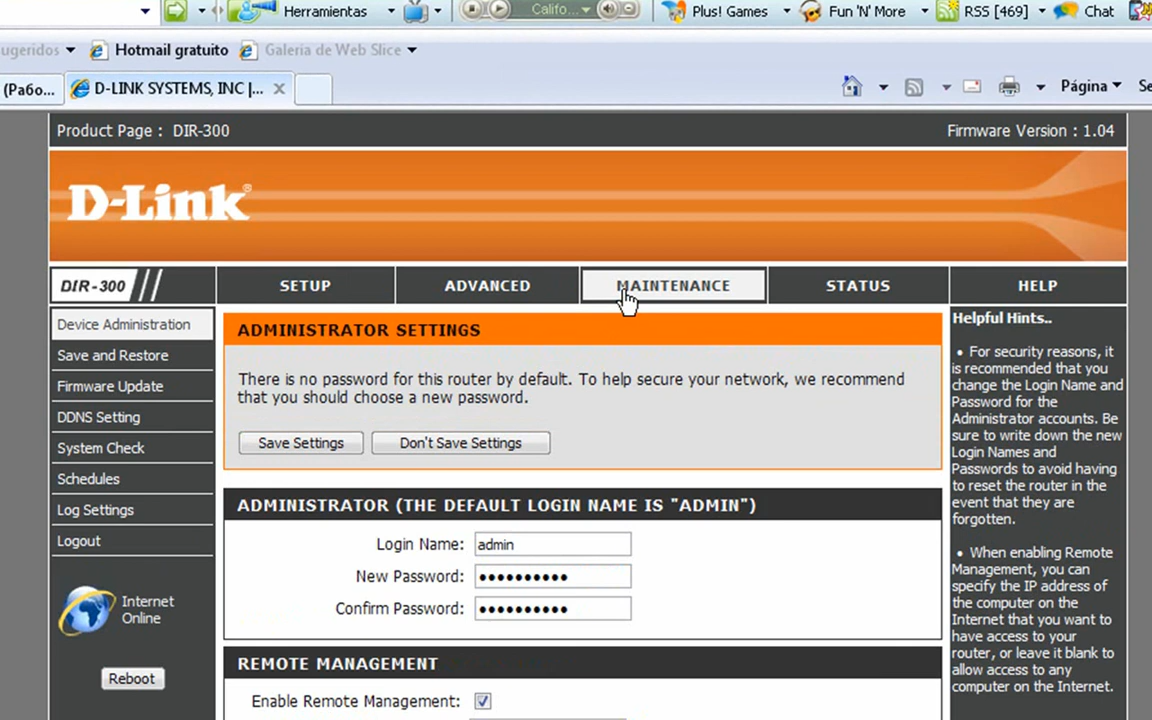 Herramientas Califo... Plus! Games Fun 'N' More RSS [469] Chat
ugeridos Hotmail gratuito Galeria de Web Slice
(Рабо... D-LINK SYSTEMS, INC |... Página Se
Product Page : DIR-300 Firmware Version : 1.04
D-Link®
DIR-300 SETUP ADVANCED MAINTENANCE STATUS HELP
Device Administration
Save and Restore
Firmware Update
DDNS Setting
System Check
Schedules
Log Settings
Logout
Internet
Online
Reboot
ADMINISTRATOR SETTINGS
There is no password for this router by default. To help secure your network, we recommend
that you should choose a new password.
Save Settings Don't Save Settings
ADMINISTRATOR (THE DEFAULT LOGIN NAME IS "ADMIN")
Login Name: admin
New Password: ●●●●●●●●●●
Confirm Password: ●●●●●●●●●●
REMOTE MANAGEMENT
Enable Remote Management:
Helpful Hints..
• For security reasons, it
is recommended that you
change the Login Name and
Password for the
Administrator accounts. Be
sure to write down the new
Login Names and
Passwords to avoid having
to reset the router in the
event that they are
forgotten.
• When enabling Remote
Management, you can
specify the IP address of
the computer on the
Internet that you want to
have access to your
router, or leave it blank to
allow access to any
computer on the Internet.